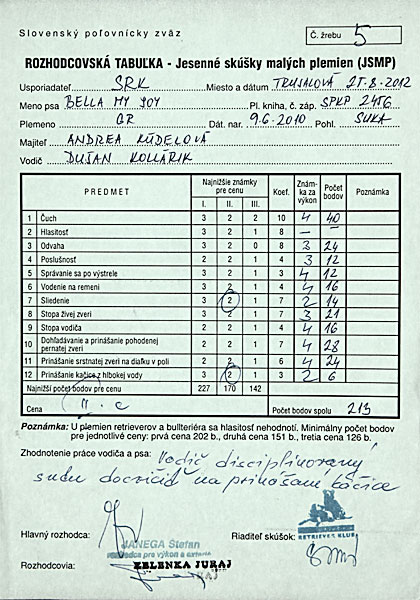 Slovenský poľovnícky zväz
Č. žrebu 5
ROZHODCOVSKÁ TABUĽKA - Jesenné skúšky malých plemien (JSMP)
Usporiadateľ SRK Miesto a dátum TRUSALOVÁ 25.8.2012
Meno psa BELLA MY JOY Pl. kniha, č. záp. SPKP 2456
Plemeno GR Dát. nar. 9.6.2010 Pohl. SUKA
Majiteľ ANDREA KÚDELOVÁ
Vodič DUŠAN KOLLÁRIK
PREDMET Najnižšie známky pre cenu Koef. Znám- ka za výkon Počet bodov Poznámka
I. II. III.
1 Čuch 3 2 2 10 4 40
2 Hlasitosť 3 2 1 8 — —
3 Odvaha 3 2 0 8 3 24
4 Poslušnosť 2 2 1 4 3 12
5 Správanie sa po výstrele 3 2 1 3 4 12
6 Vodenie na remeni 2 1 4 4 16
7 Sliedenie 3 2 1 7 2 14
8 Stopa živej zveri 3 2 1 7 3 21
9 Stopa vodiča 2 2 1 4 4 16
10 Dohľadávanie a prinášanie pohodenej pernatej zveri 2 2 1 7 4 28
11 Prinášanie srstnatej zveri na diaľku v poli 2 2 1 6 4 24
12 Prinášanie kačice z hlbokej vody 3 2 1 3 2 6
Najnižší počet bodov pre cenu 227 170 142
Cena II. c Počet bodov spolu 213
Poznámka: U plemien retrieverov a bullteriéra sa hlasitosť nehodnotí. Minimálny počet bodov
pre jednotlivé ceny: prvá cena 202 b., druhá cena 151 b., tretia cena 126 b.
Zhodnotenie práce vodiča a psa: Vodič disciplinovaný
suku docvičiť na prinášaní kačice
Hlavný rozhodca:
JANEGA Štefan
Rozhodca pre výkon a exteriér
Riaditeľ skúšok:
RETRIEVER KLUB
Rozhodcovia: ZELENKA JURAJ